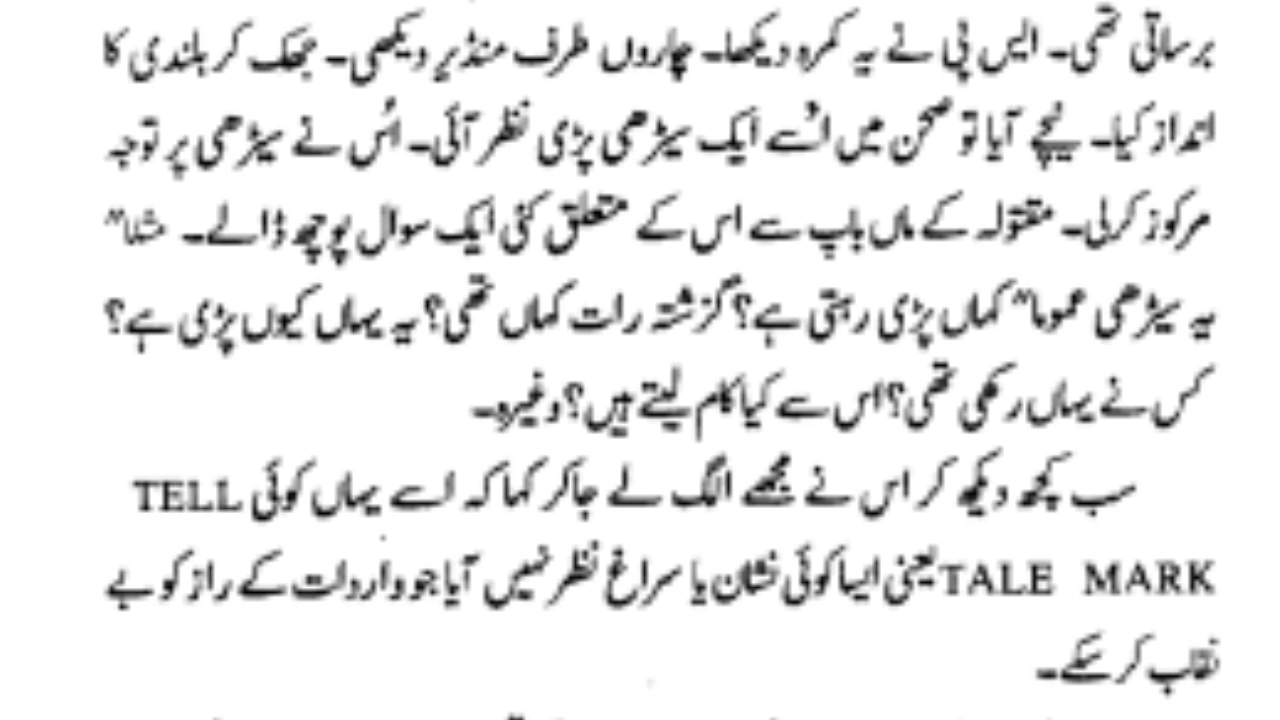 برساتی تھی۔ ایس پی نے یہ کمرہ دیکھا۔ چاروں طرف منڈیر دیکھی۔ جھک کر بلندی کا
اندازکیا۔ نیچے آیا تو صحن میں اسُے ایک سیڑھی پڑی نظر آئی۔ اسُ نے سیڑھی پر توجہ
مرکوز کرلی۔ مقتولہ کے ماں باپ سے اس کے متعلق کئی ایک سوال پوچھ ڈالے۔ مثلا"
یہ سیڑھی عموما" کہاں پڑی رہتی ہے؟ گزشتہ رات کہاں تھی؟ یہ یہاں کیوں پڑی ہے؟
کس نے یہاں رکھی تھی؟ اس سے کیا کام لیتے ہیں؟ وغیرہ۔
سب کچھ دیکھ کر اس نے مجھے الگ لے جاکر کہا کہ اسے یہاں کوئی TELL
TALE MARK یعنی ایسا کوئی نشان یا سراغ نظر نہیں آیا جو واردات کے راز کو بے
نقاب کر سکے۔